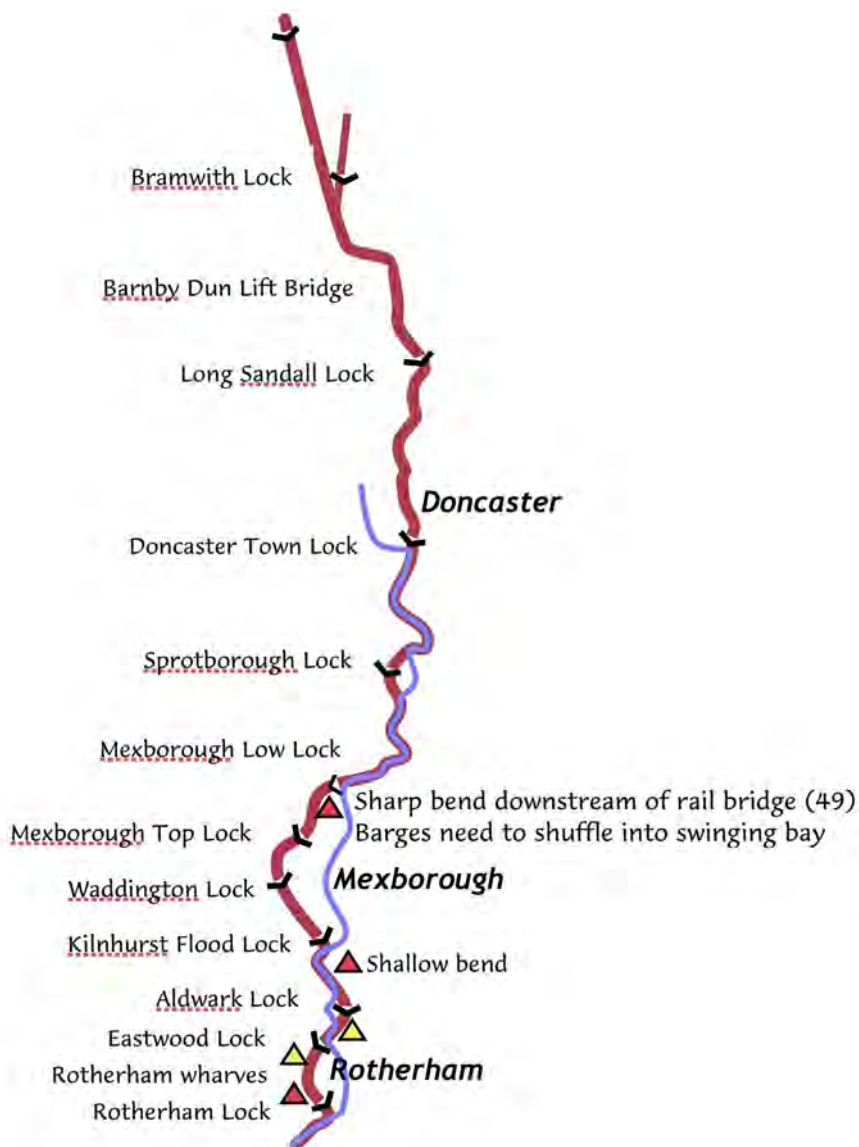 Bramwith Lock
Barnby Dun Lift Bridge
Long Sandall Lock
Doncaster
Doncaster Town Lock
Sprotborough Lock
Mexborough Low Lock
Sharp bend downstream of rail bridge (49)
Mexborough Top Lock
Barges need to shuffle into swinging bay
Waddington Lock
Mexborough
Kilnhurst Flood Lock
Shallow bend
Aldwark Lock
Eastwood Lock
Rotherham wharves
Rotherham
Rotherham Lock